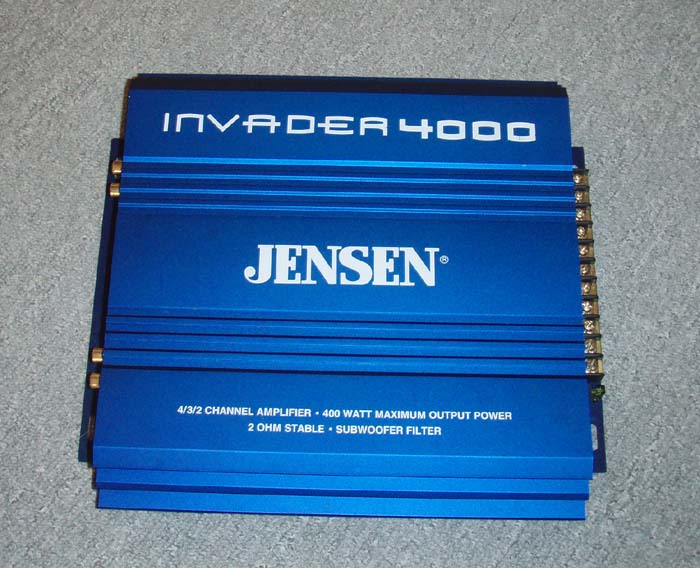 INVADER 4000
JENSEN®
4/3/2 CHANNEL AMPLIFIER • 400 WATT MAXIMUM OUTPUT POWER
2 OHM STABLE • SUBWOOFER FILTER